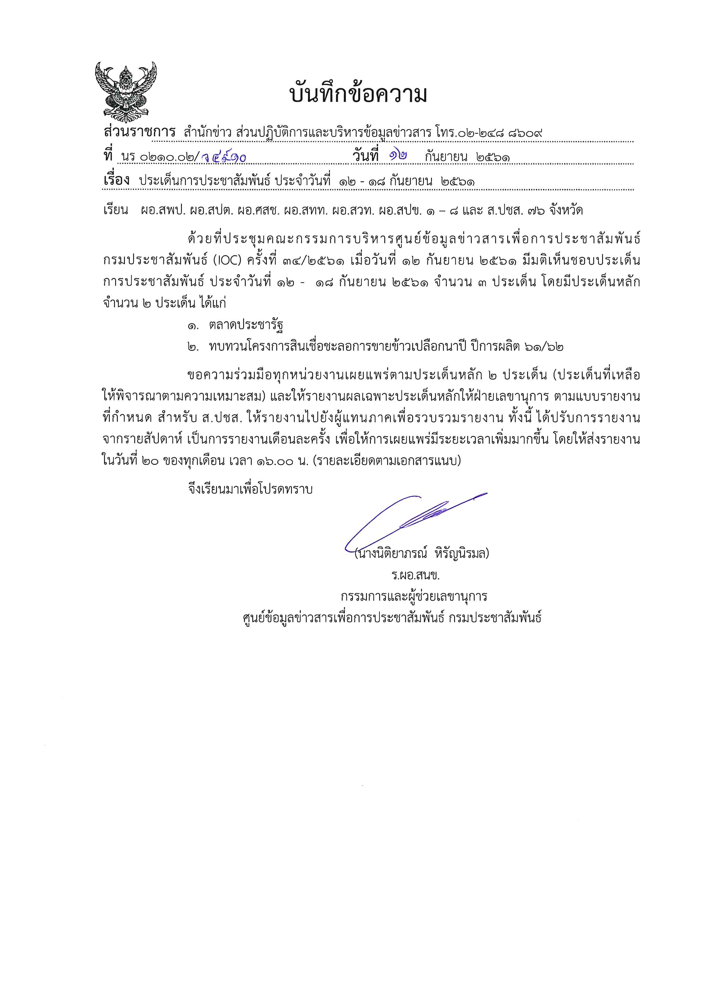 บันทึกข้อความ
ส่วนราชการ สำนักข่าว ส่วนปฏิบัติการและบริหารข้อมูลข่าวสาร โทร.๐๒-๒๔๘ ๘๖๐๙
ที่ นร ๐๒๑๐.๐๒/ วันที่ ๑๒ กันยายน ๒๕๖๑
เรื่อง ประเด็นการประชาสัมพันธ์ ประจำวันที่ ๑๒ - ๑๘ กันยายน ๒๕๖๑
เรียน ผอ.สพป. ผอ.สปต. ผอ.ศสช. ผอ.สทท. ผอ.สวท. ผอ.สปข. ๑ – ๘ และ ส.ปชส. ๗๖ จังหวัด
ด้วยที่ประชุมคณะกรรมการบริหารศูนย์ข้อมูลข่าวสารเพื่อการประชาสัมพันธ์
กรมประชาสัมพันธ์ (IOC) ครั้งที่ ๓๔/๒๕๖๑ เมื่อวันที่ ๑๒ กันยายน ๒๕๖๑ มีมติเห็นชอบประเด็น
การประชาสัมพันธ์ ประจำวันที่ ๑๒ - ๑๘ กันยายน ๒๕๖๑ จำนวน ๓ ประเด็น โดยมีประเด็นหลัก
จำนวน ๒ ประเด็น ได้แก่
๑. ตลาดประชารัฐ
๒. ทบทวนโครงการสินเชื่อชะลอการขายข้าวเปลือกนาปี ปีการผลิต ๖๑/๖๒
ขอความร่วมมือทุกหน่วยงานเผยแพร่ตามประเด็นหลัก ๒ ประเด็น (ประเด็นที่เหลือ
ให้พิจารณาตามความเหมาะสม) และให้รายงานผลเฉพาะประเด็นหลักให้ฝ่ายเลขานุการ ตามแบบรายงาน
ที่กำหนด สำหรับ ส.ปชส. ให้รายงานไปยังผู้แทนภาคเพื่อรวบรวมรายงาน ทั้งนี้ ได้ปรับการรายงาน
จากรายสัปดาห์ เป็นการรายงานเดือนละครั้ง เพื่อให้การเผยแพร่มีระยะเวลาเพิ่มมากขึ้น โดยให้ส่งรายงาน
ในวันที่ ๒๐ ของทุกเดือน เวลา ๑๖.๐๐ น. (รายละเอียดตามเอกสารแนบ)
จึงเรียนมาเพื่อโปรดทราบ
(นางนิติยาภรณ์ หิรัญนิรมล)
ร.ผอ.สนข.
กรรมการและผู้ช่วยเลขานุการ
ศูนย์ข้อมูลข่าวสารเพื่อการประชาสัมพันธ์ กรมประชาสัมพันธ์